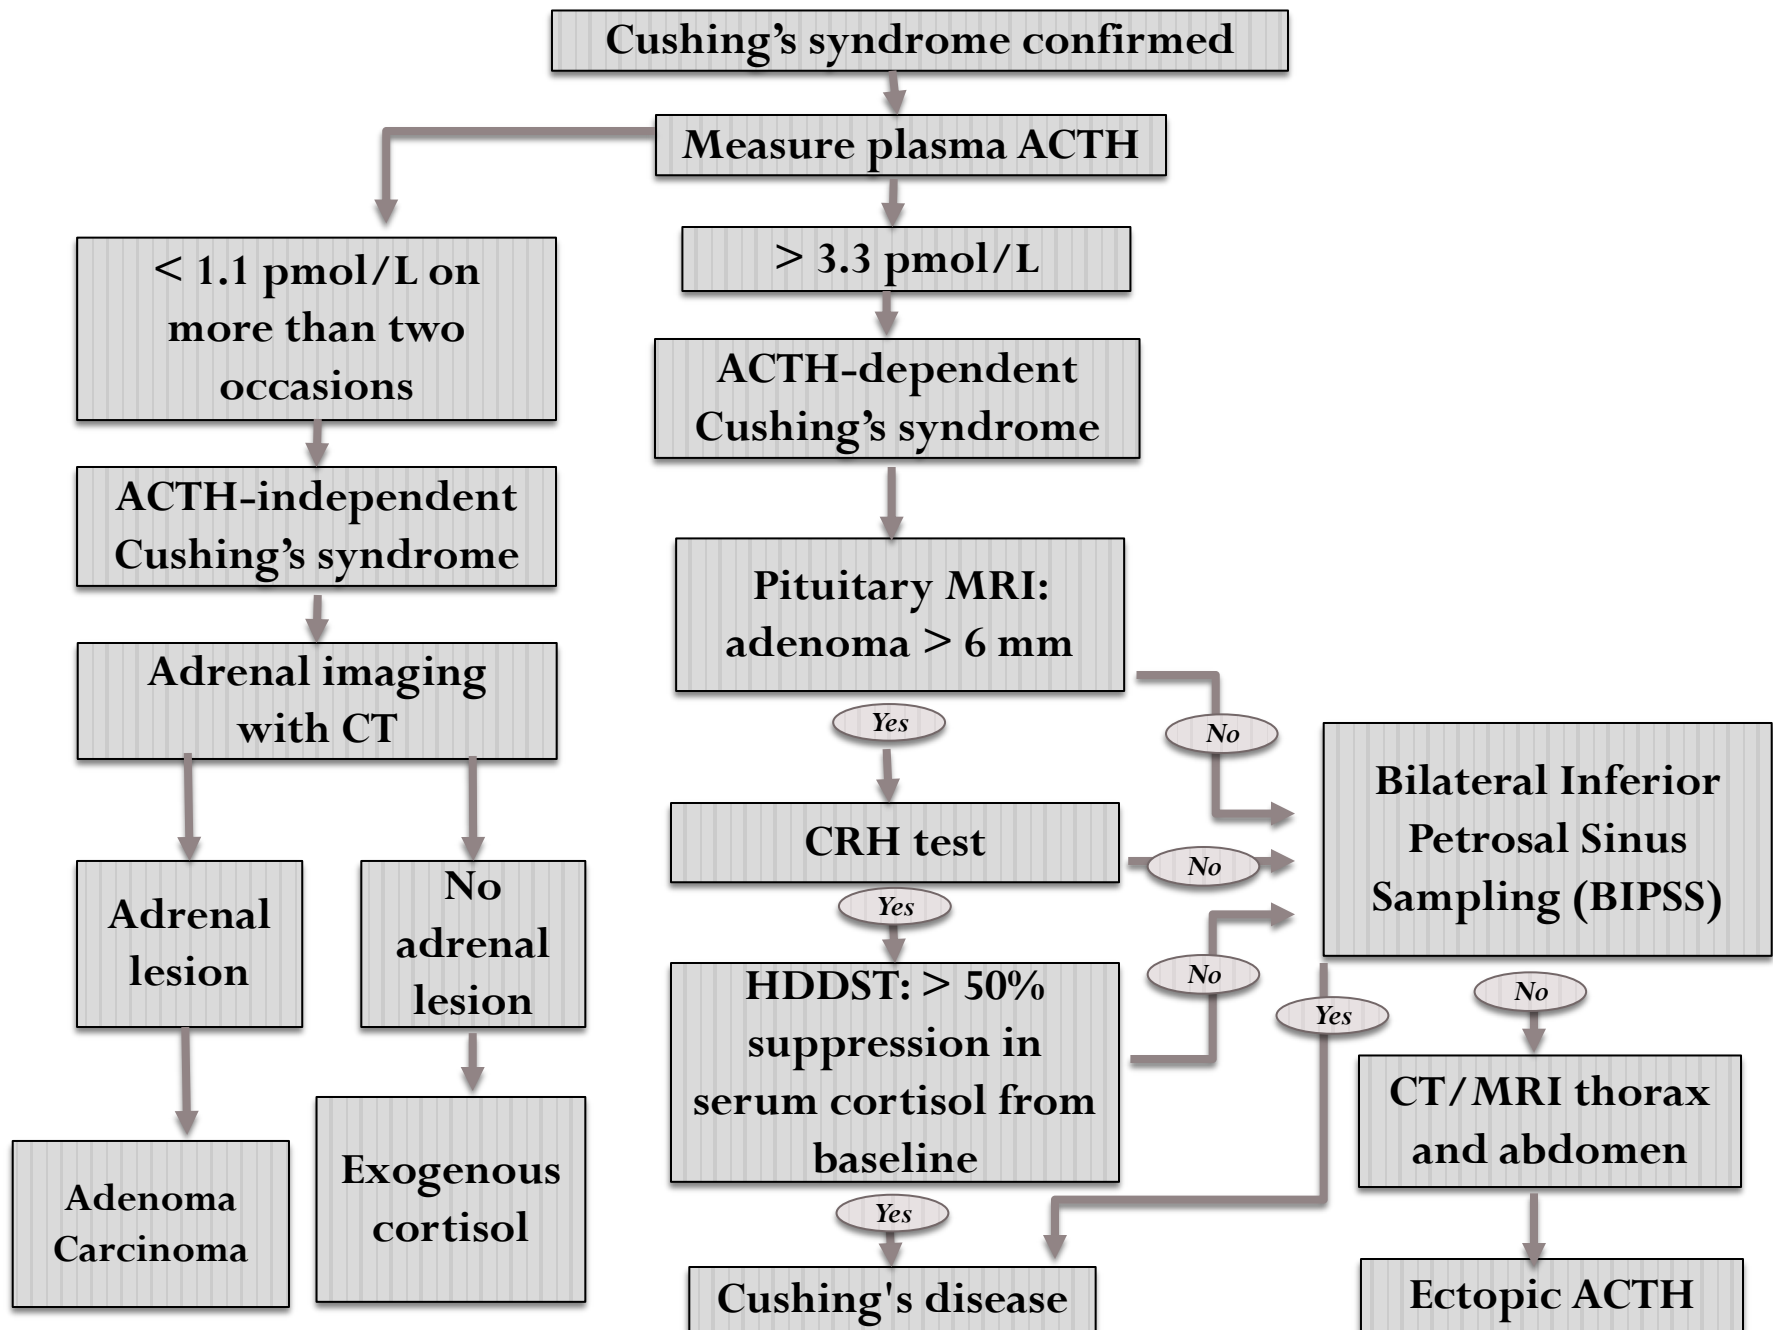 Cushing’s syndrome confirmed
Measure plasma ACTH
< 1.1 pmol/L on
more than two
occasions
> 3.3 pmol/L
ACTH-dependent
Cushing’s syndrome
ACTH-independent
Cushing’s syndrome
Pituitary MRI:
adenoma > 6 mm
Adrenal imaging
with CT
Yes
No
Bilateral Inferior
Petrosal Sinus
Sampling (BIPSS)
CRH test
No
Yes
Adrenal
lesion
No
adrenal
lesion
HDDST: > 50%
suppression in
serum cortisol from
baseline
No
Yes
No
CT/MRI thorax
and abdomen
Adenoma
Carcinoma
Exogenous
cortisol
Yes
Cushing's disease
Ectopic ACTH